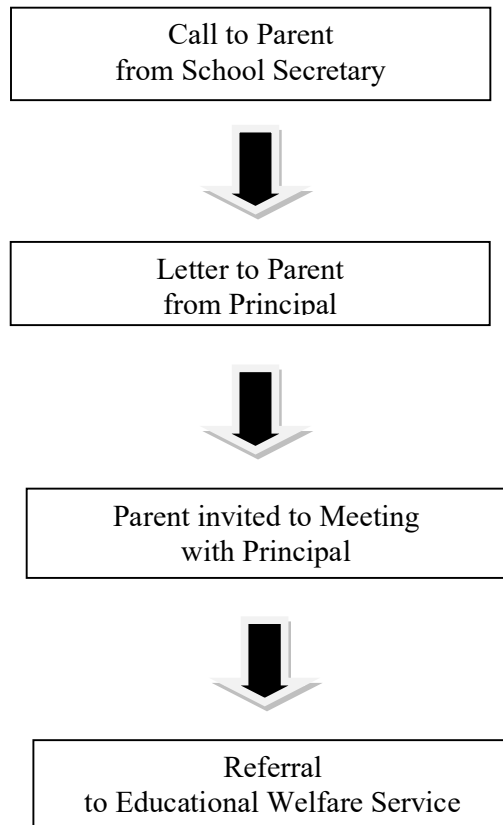 Call to Parent
from School Secretary
Letter to Parent
from Principal
Parent invited to Meeting
with Principal
Referral
to Educational Welfare Service